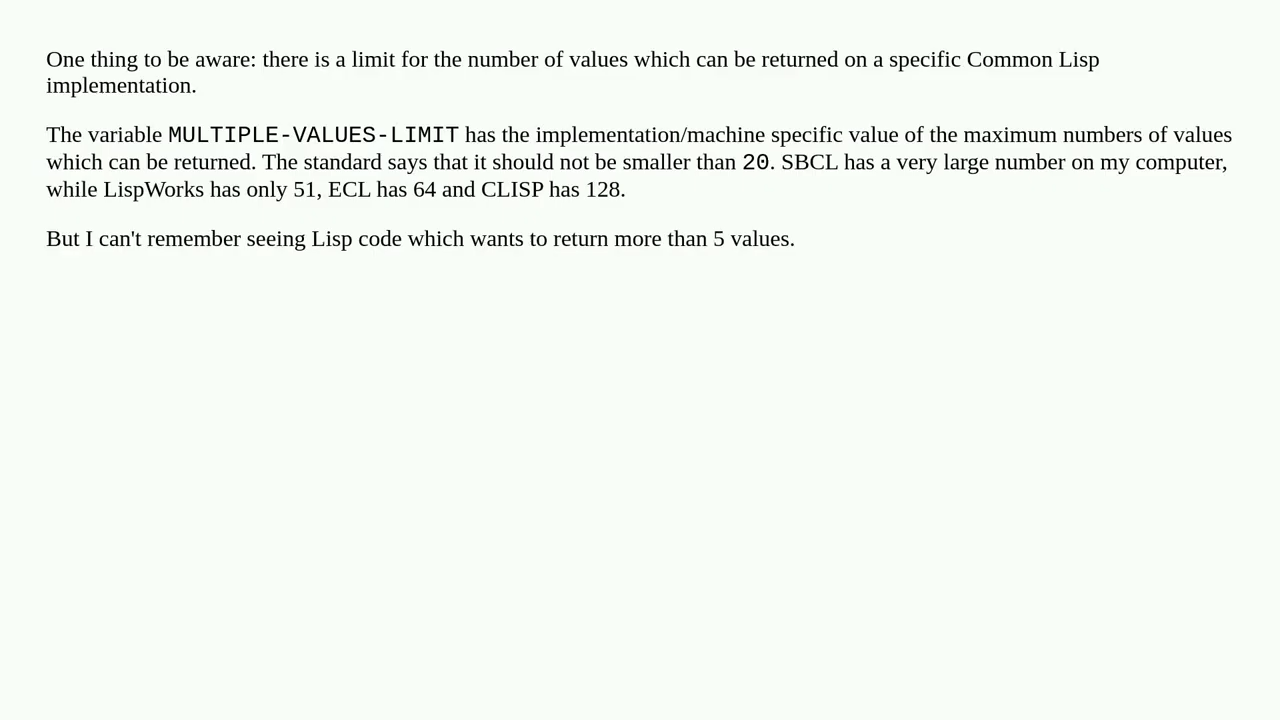 One thing to be aware: there is a limit for the number of values which can be returned on a specific Common Lisp
implementation.
The variable MULTIPLE-VALUES-LIMIT has the implementation/machine specific value of the maximum numbers of values
which can be returned. The standard says that it should not be smaller than 20. SBCL has a very large number on my computer,
while LispWorks has only 51, ECL has 64 and CLISP has 128.
But I can't remember seeing Lisp code which wants to return more than 5 values.